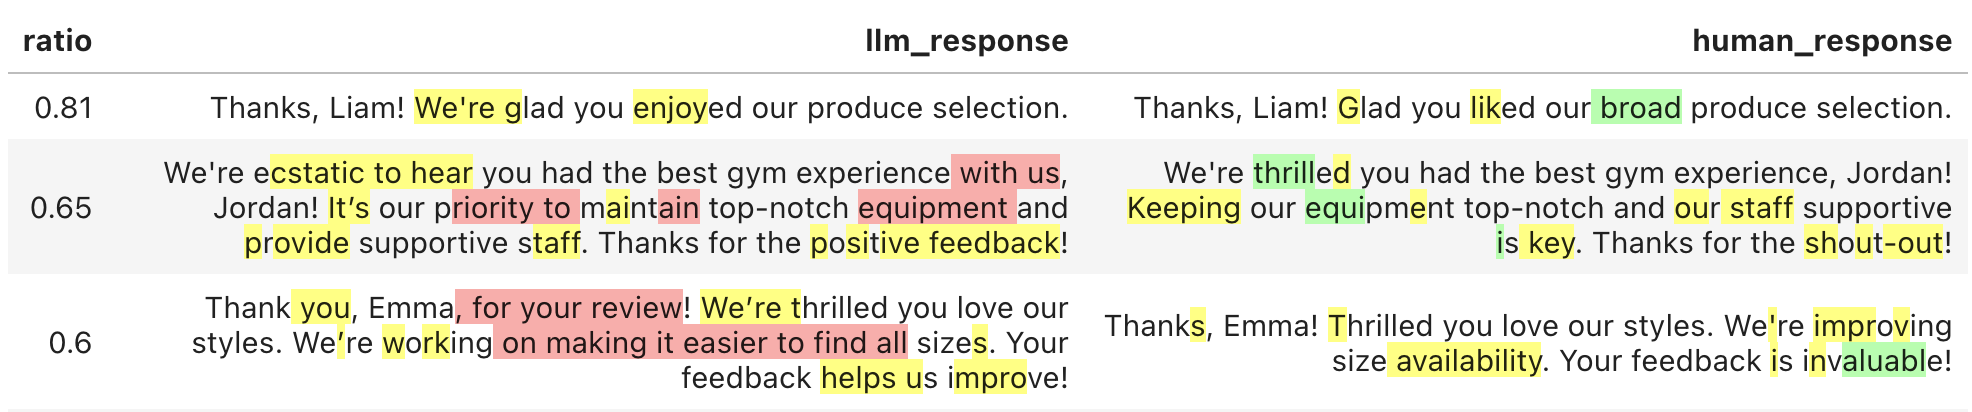 ratio llm_response human_response
0.81 Thanks, Liam! We're glad you enjoyed our produce selection. Thanks, Liam! Glad you liked our broad produce selection.
0.65
We're ecstatic to hear you had the best gym experience with us,
Jordan! It’s our priority to maintain top-notch equipment and
provide supportive staff. Thanks for the positive feedback!
We're thrilled you had the best gym experience, Jordan!
Keeping our equipment top-notch and our staff supportive
is key. Thanks for the shout-out!
0.6
Thank you, Emma, for your review! We’re thrilled you love our
styles. We’re working on making it easier to find all sizes. Your
feedback helps us improve!
Thanks, Emma! Thrilled you love our styles. We're improving
size availability. Your feedback is invaluable!